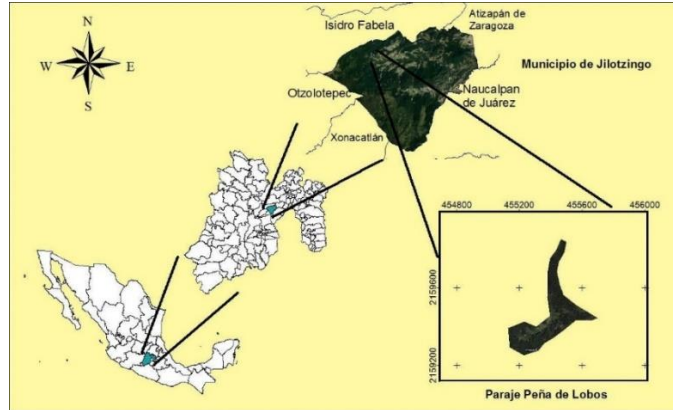 N
W
E
S
Isidro Fabela
Atizapán de
Zaragoza
Municipio de Jilotzingo
Otzolotepec
Naucalpan
de Juárez
Xonacatlán
454800
455200
455600
456000
2159600
2159200
Paraje Peña de Lobos